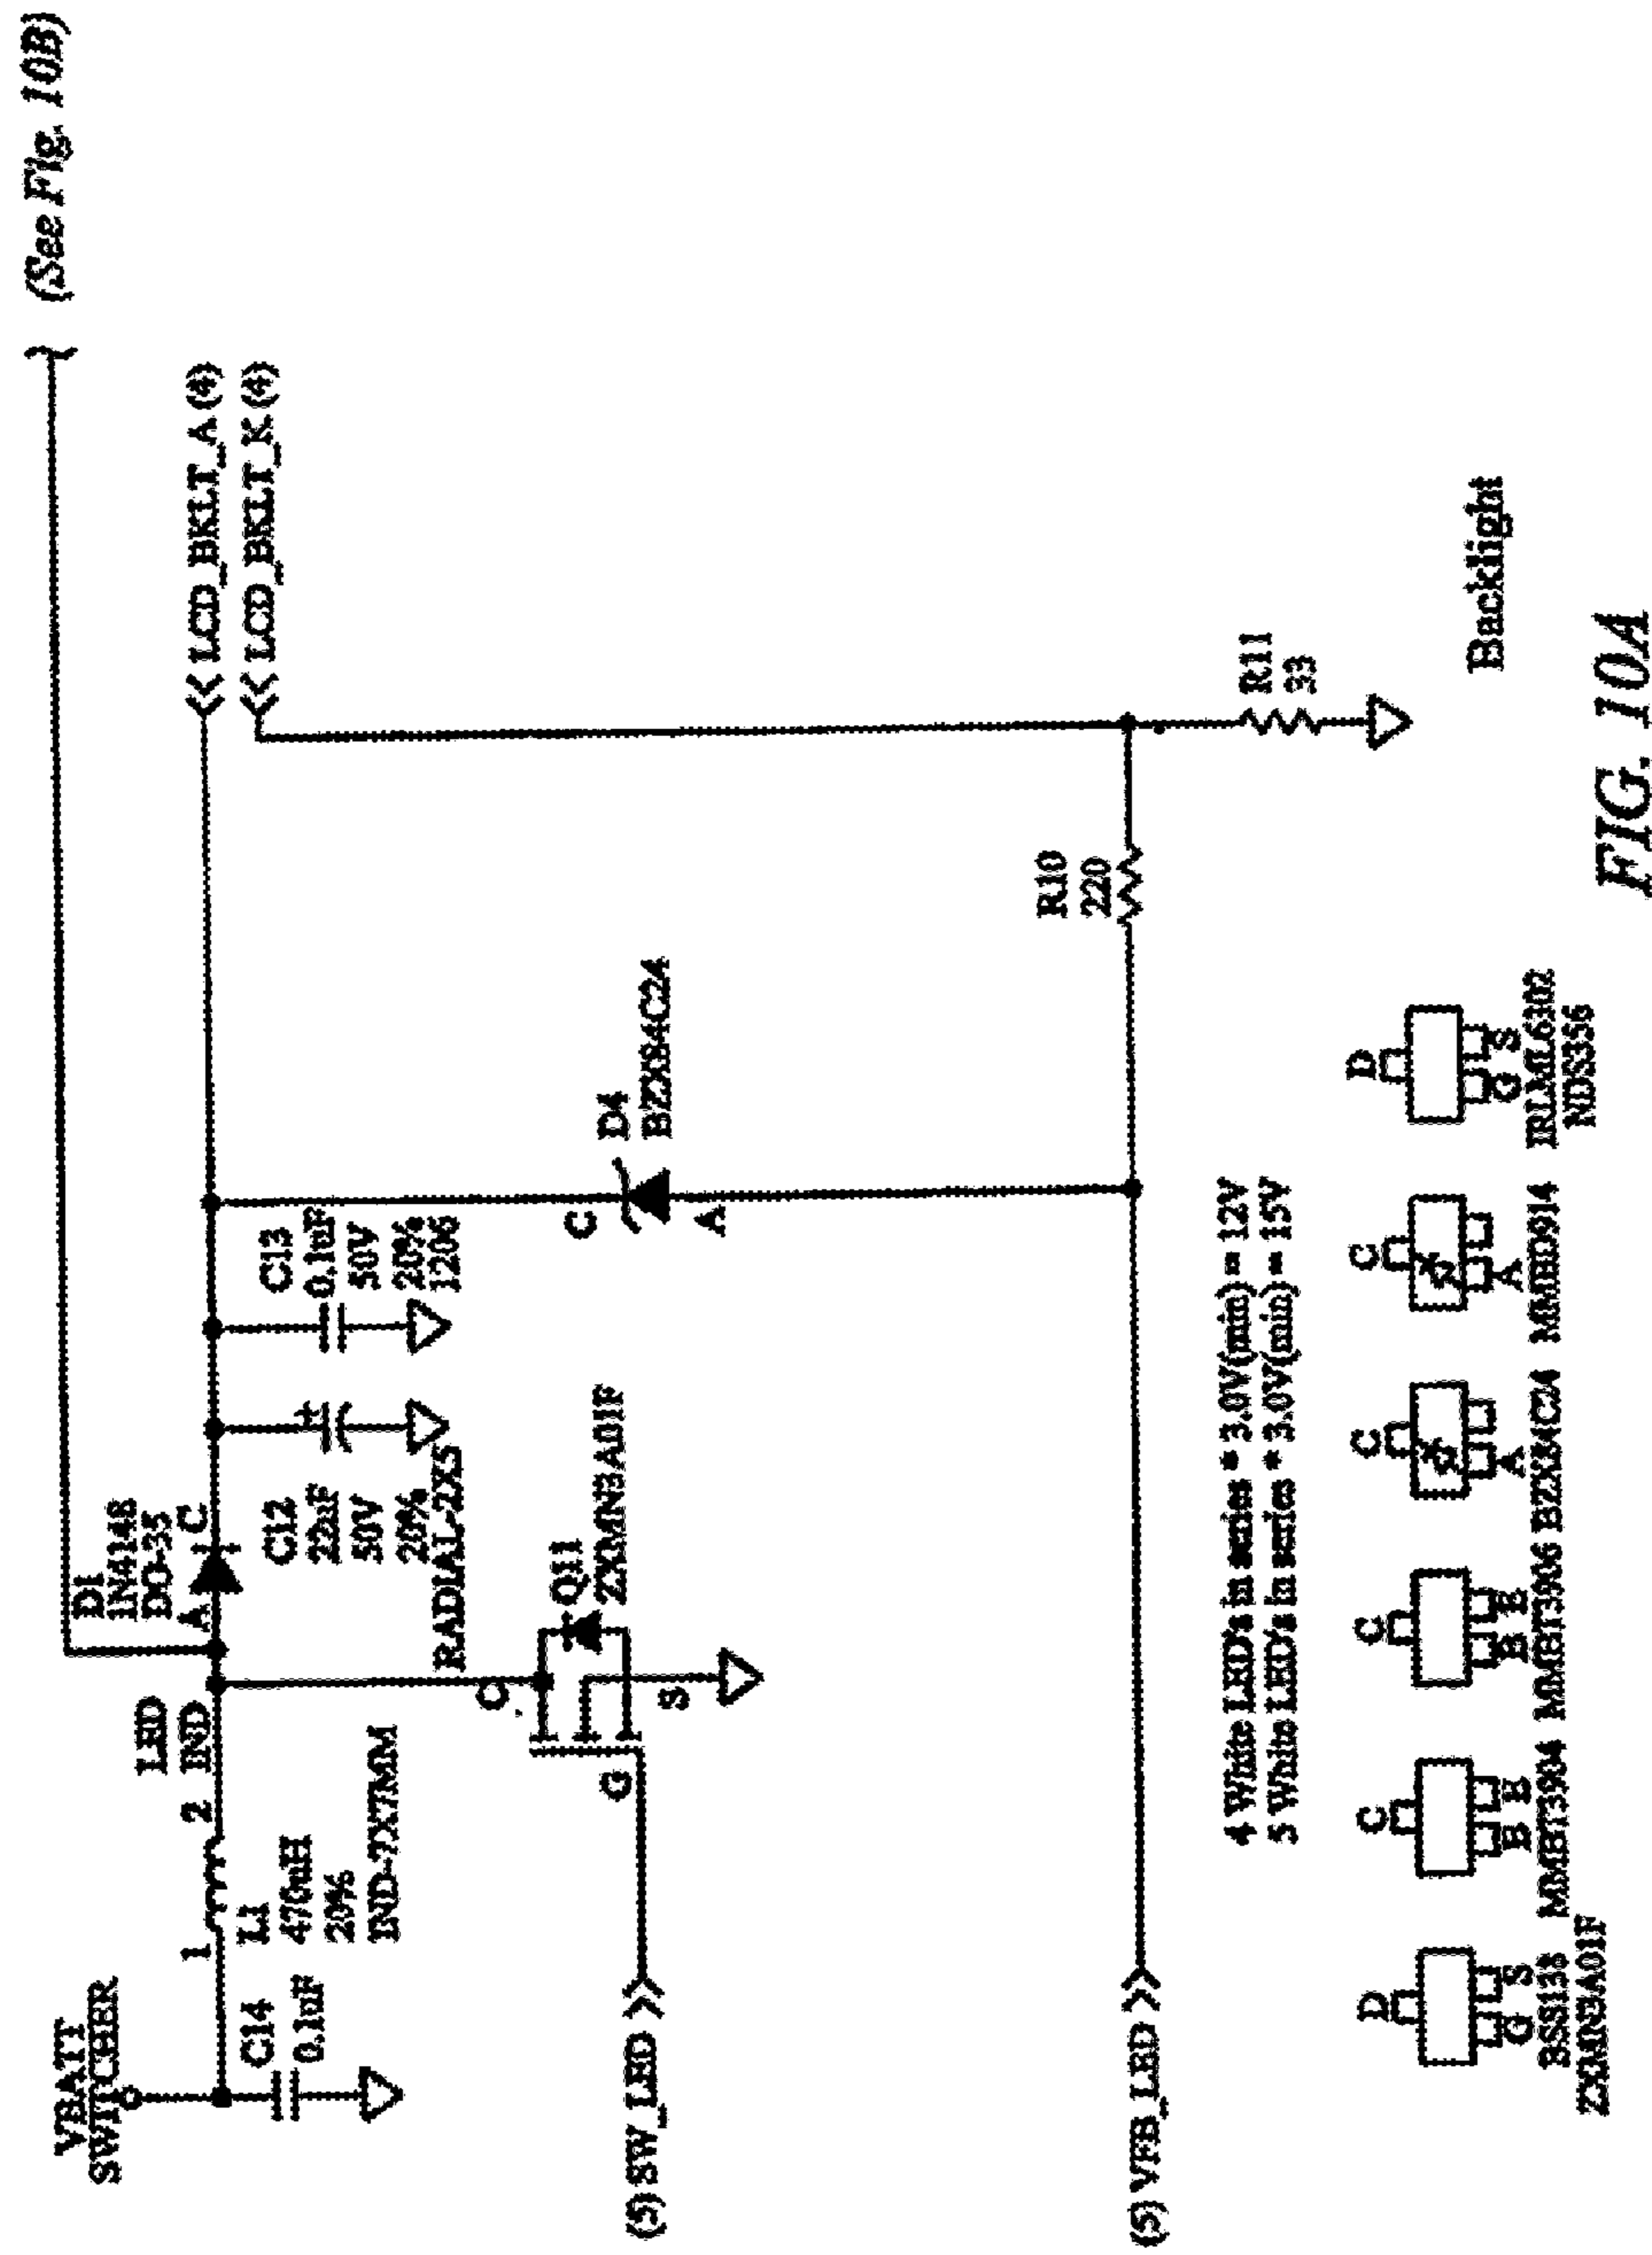 (See Fig. 10B)
VBATT
SWITCHER
C14
0.1uF
1
2
L1
470uH
20%
IND-7X7MM
LED
IND
D1
1N4148
DO-35
A
C
C12
22uF
50V
20%
RADIAL-2X5
C13
0.1uF
50V
20%
1206
LCD_BKLT_A (4)
LCD_BKLT_K (4)
G
S
Q11
ZXMN3A01F
C
A
D4
BZX84C24
(5) SW_LED
R10
220
R11
33
(5) VFB_LED
4 White LED's in series * 3.0V(min) = 12V
5 White LED's in series * 3.0V(min) = 15V
Backlight
D
G S
BSS138
ZXMN3A01F
C
B E
MMBT3904
C
B E
MMBT3906
C
A
BZX84C24
C
A
MMBD914
D
G S
IRLML6302
NDS356
FIG. 10A